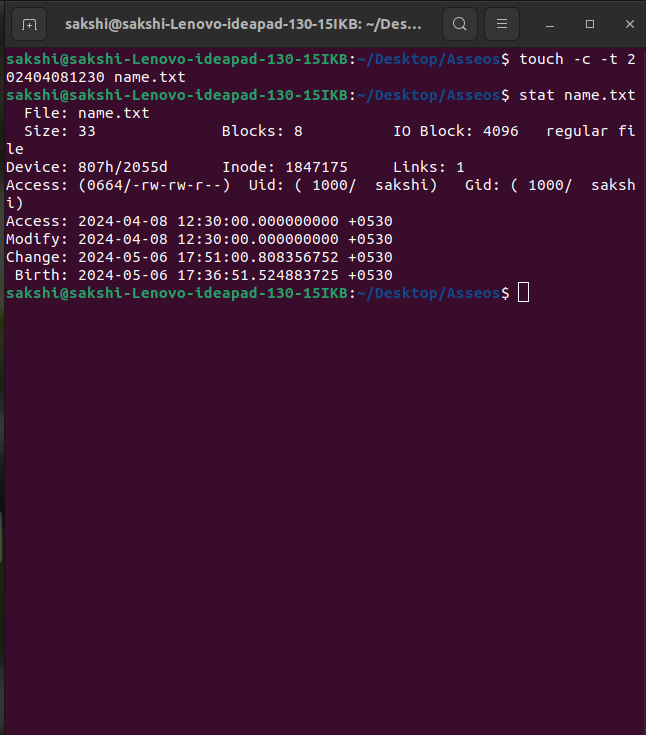 sakshi@sakshi-Lenovo-ideapad-130-15IKB: ~/Des...
sakshi@sakshi-Lenovo-ideapad-130-15IKB:~/Desktop/Asseos$ touch -c -t 2
02404081230 name.txt
sakshi@sakshi-Lenovo-ideapad-130-15IKB:~/Desktop/Asseos$ stat name.txt
  File: name.txt
  Size: 33              Blocks: 8          IO Block: 4096   regular fi
le
Device: 807h/2055d      Inode: 1847175     Links: 1
Access: (0664/-rw-rw-r--)  Uid: ( 1000/  sakshi)   Gid: ( 1000/  saksh
i)
Access: 2024-04-08 12:30:00.000000000 +0530
Modify: 2024-04-08 12:30:00.000000000 +0530
Change: 2024-05-06 17:51:00.808356752 +0530
 Birth: 2024-05-06 17:36:51.524883725 +0530
sakshi@sakshi-Lenovo-ideapad-130-15IKB:~/Desktop/Asseos$